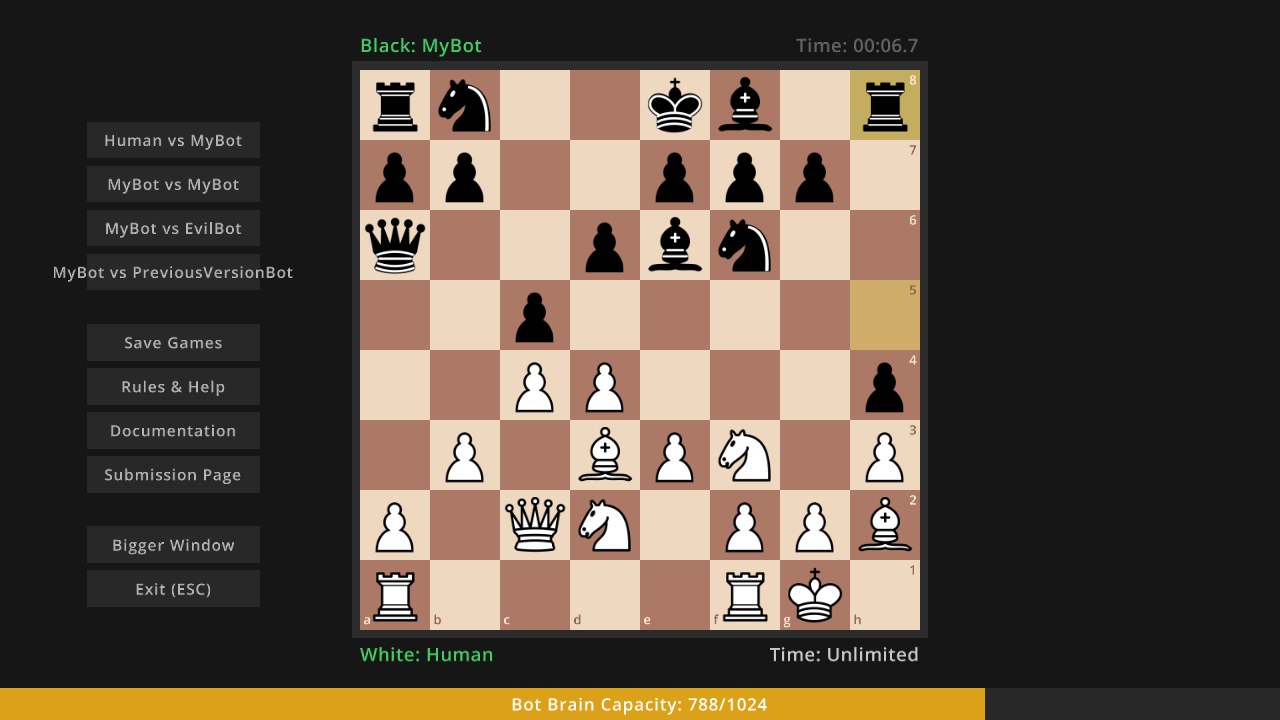 Black: MyBot Time: 00:06.7
8
Human vs MyBot
7
MyBot vs MyBot
6
MyBot vs EvilBot
MyBot vs PreviousVersionBot
5
Save Games
4
Rules & Help
Documentation
3
Submission Page
2
Bigger Window
1
Exit (ESC)
a b c d e f g h
White: Human Time: Unlimited
Bot Brain Capacity: 788/1024